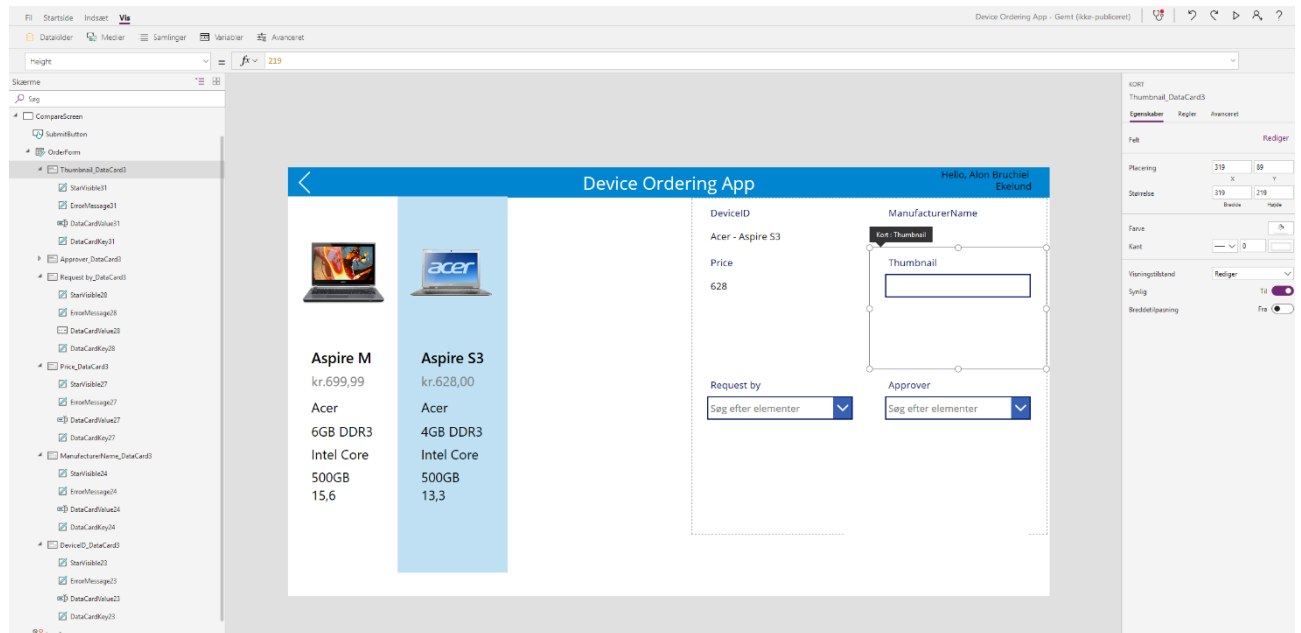 Fil Startside Indsæt Vis
Device Ordering App - Gemt (ikke-publiceret)
Datakilder Medier Samlinger Variabler Avanceret
Height = fx 219
Skærme
Søg
CompareScreen
SubmitButton
OrderForm
Thumbnail_DataCard3
StarVisible31
ErrorMessage31
DataCardValue31
DataCardKey31
Approver_DataCard3
Request by_DataCard3
StarVisible28
ErrorMessage28
DataCardValue28
DataCardKey28
Price_DataCard3
StarVisible27
ErrorMessage27
DataCardValue27
DataCardKey27
ManufacturerName_DataCard3
StarVisible24
ErrorMessage24
DataCardValue24
DataCardKey24
DeviceID_DataCard3
StarVisible23
ErrorMessage23
DataCardValue23
DataCardKey23
Device Ordering App
Hello, Alon Bruchiel
Ekelund
acer
Aspire M Aspire S3
kr.699,99 kr.628,00
Acer Acer
6GB DDR3 4GB DDR3
Intel Core Intel Core
500GB 500GB
15,6 13,3
DeviceID ManufacturerName
Acer - Aspire S3
Kort : Thumbnail
Price Thumbnail
628
Request by Approver
Søg efter elementer Søg efter elementer
KORT
Thumbnail_DataCard3
Egenskaber Regler Avanceret
Felt Rediger
Placering 319 89
X Y
Størrelse 319 219
Bredde Højde
Farve
Kant 0
Visningstilstand Rediger
Synlig Til
Breddetilpasning Fra